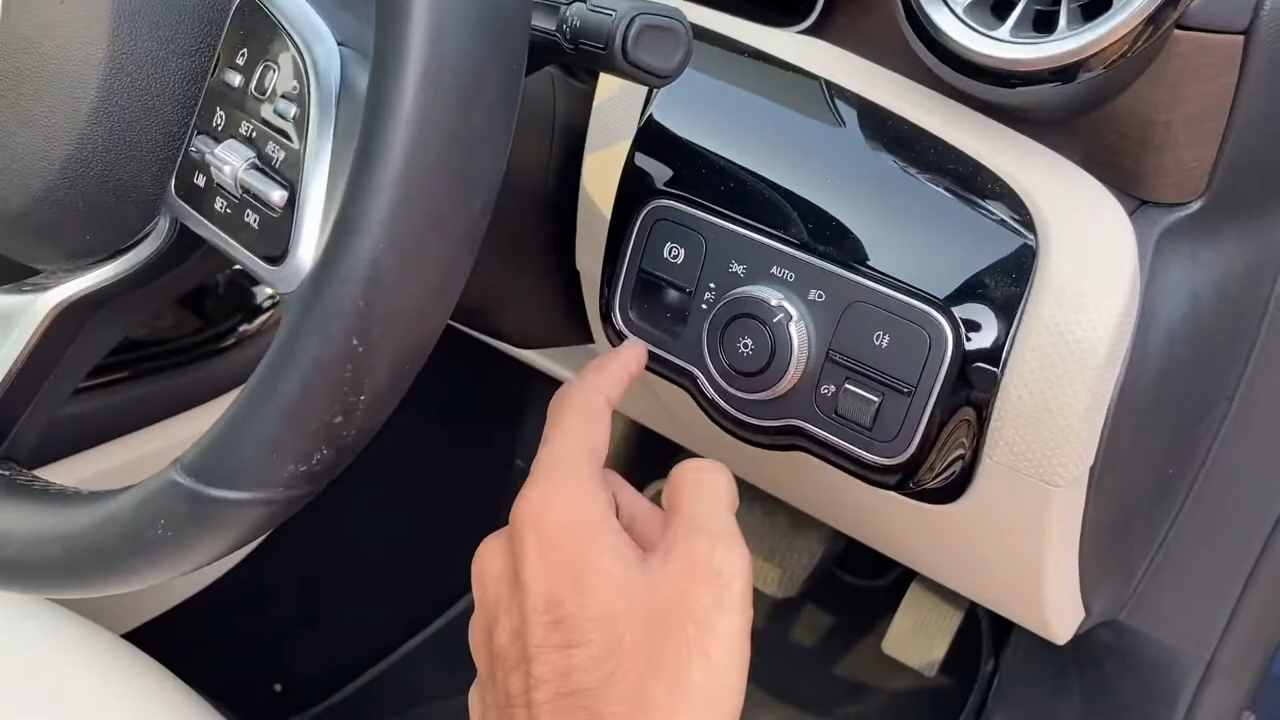 SET+
RES
LIM
SET-
CNCL
P
AUTO
P